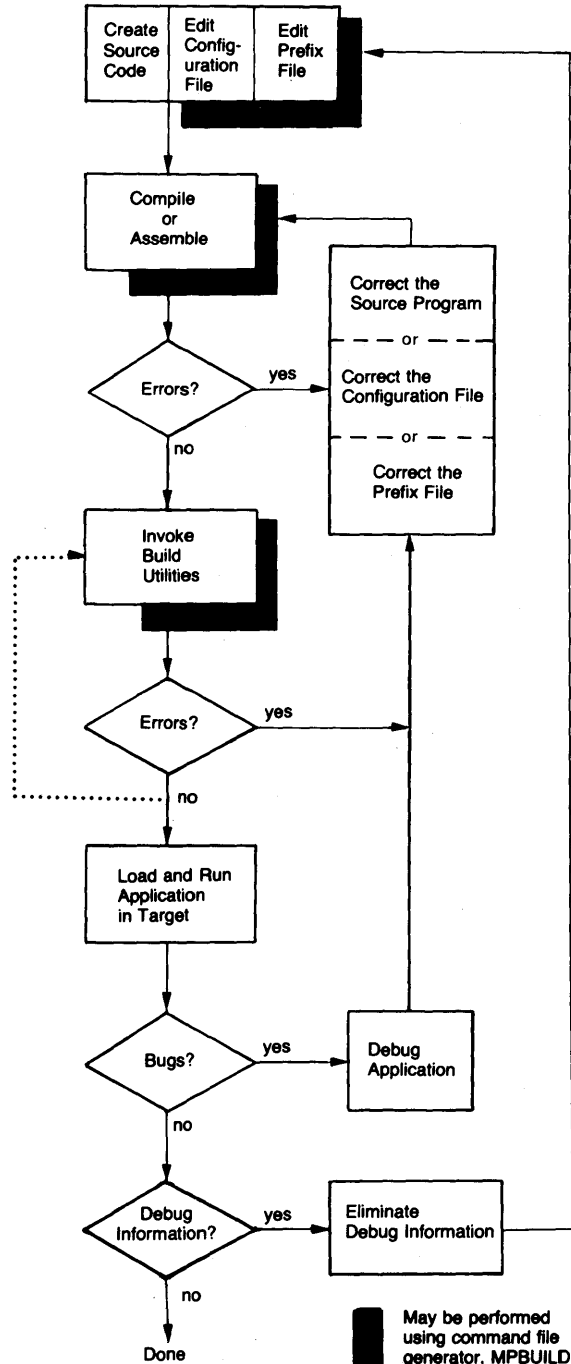 Create
Source
Code
Edit
Config-
uration
File
Edit
Prefix
File
Compile
or
Assemble
Correct the
Source Program
or
Correct the
Configuration File
or
Correct the
Prefix File
Errors?
yes
no
Invoke
Build
Utilities
Errors?
yes
no
Load and Run
Application
in Target
Bugs?
yes
Debug
Application
no
Debug
Information?
yes
Eliminate
Debug Information
no
Done
May be performed
using command file
generator, MPBUILD